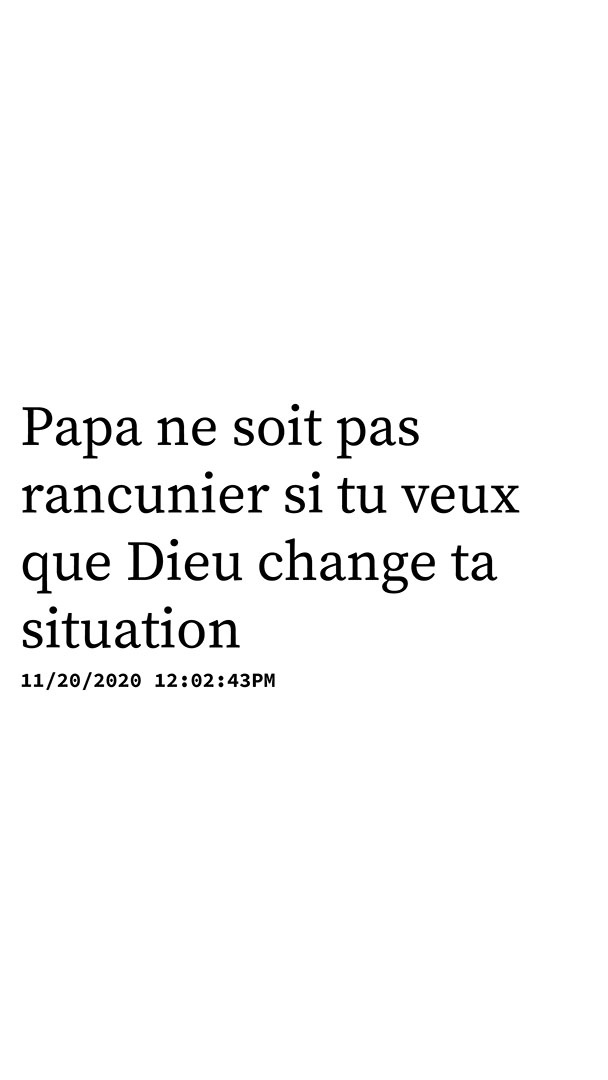 Papa ne soit pas
rancunier si tu veux
que Dieu change ta
situation
11/20/2020 12:02:43PM